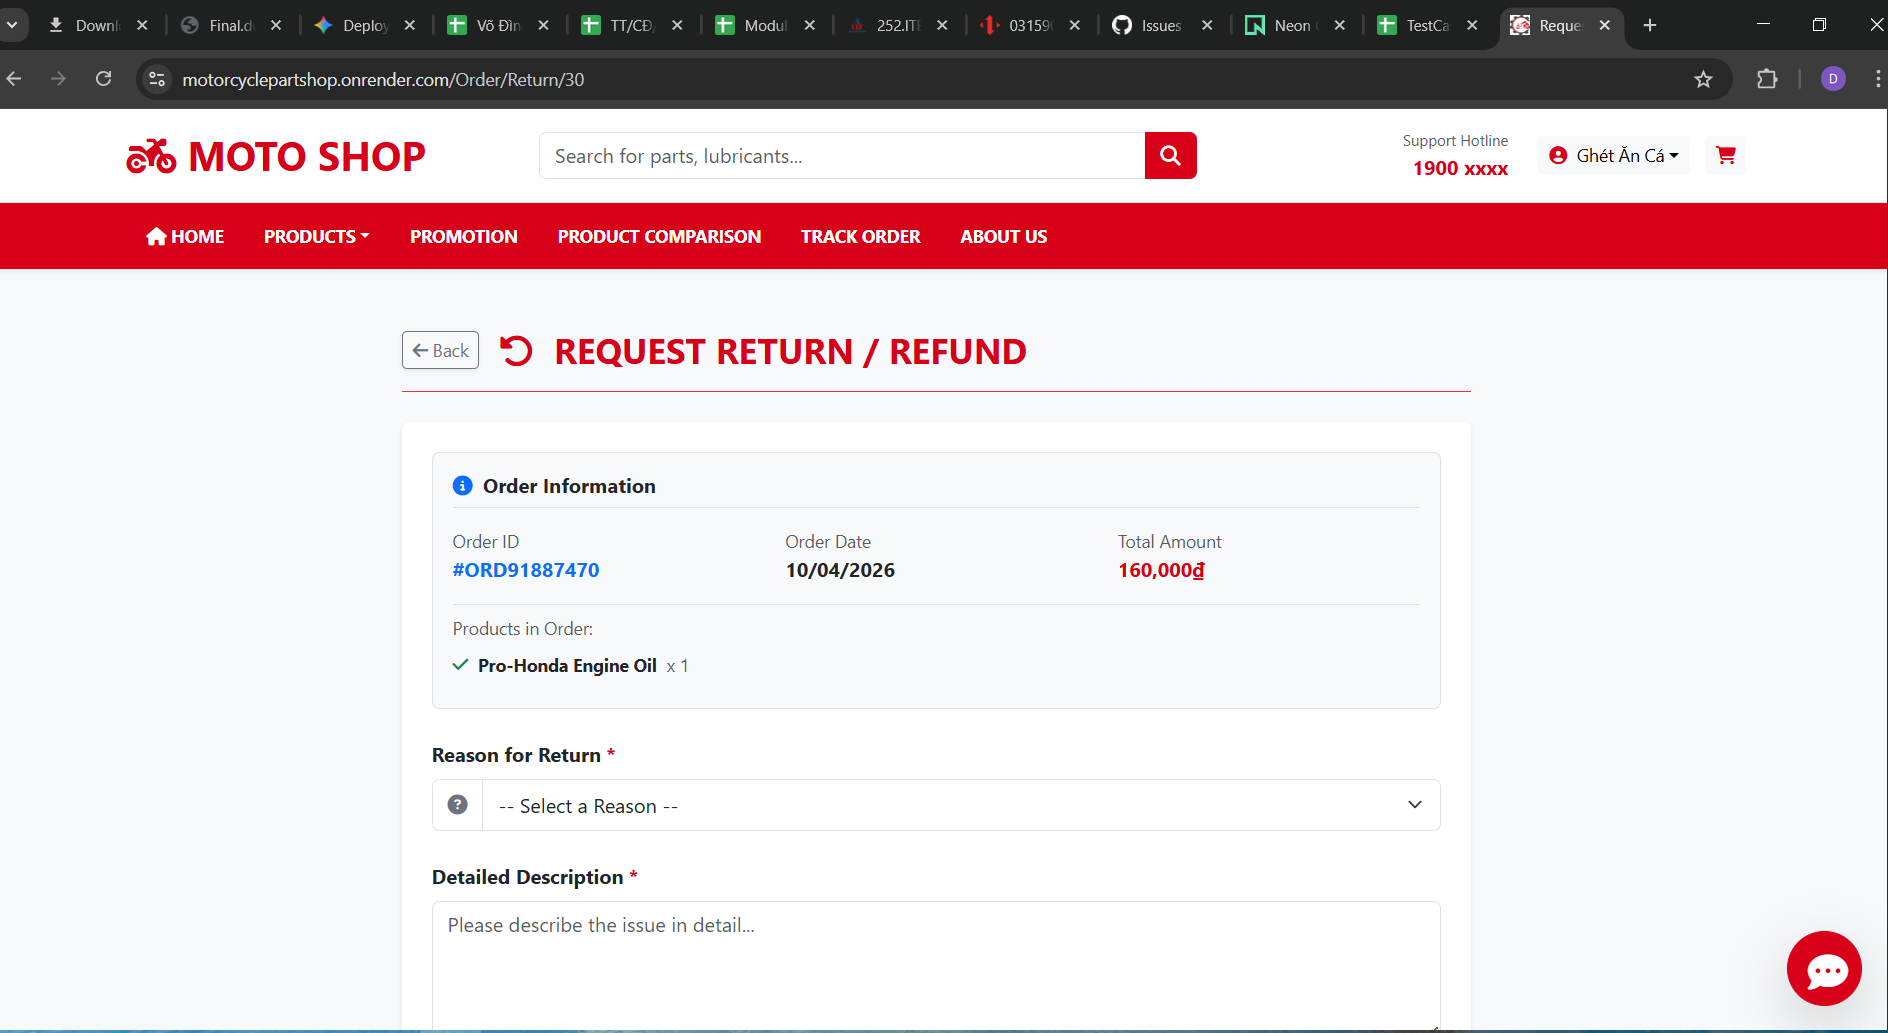 Downl
Final.d
Deploy
Võ Đìn
TT/CĐ
Modul
252.ITE
03159
Issues
Neon
TestCa
Reques
motorcyclepartshop.onrender.com/Order/Return/30
D
MOTO SHOP
Search for parts, lubricants...
Support Hotline
1900 xxxx
Ghét Ăn Cá
HOME
PRODUCTS
PROMOTION
PRODUCT COMPARISON
TRACK ORDER
ABOUT US
Back
REQUEST RETURN / REFUND
Order Information
Order ID
Order Date
Total Amount
#ORD91887470
10/04/2026
160,000₫
Products in Order:
Pro-Honda Engine Oil x 1
Reason for Return *
-- Select a Reason --
Detailed Description *
Please describe the issue in detail...